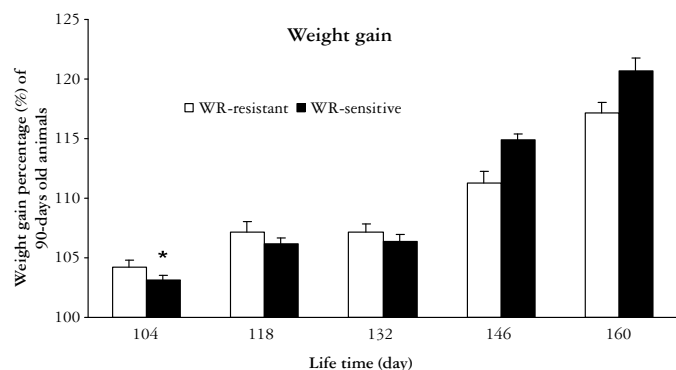 Weight gain
125
120
115
110
105
100
WR-resistant WR-sensitive
*
104 118 132 146 160
Life time (day)
Weight gain percentage (%) of
90-days old animals